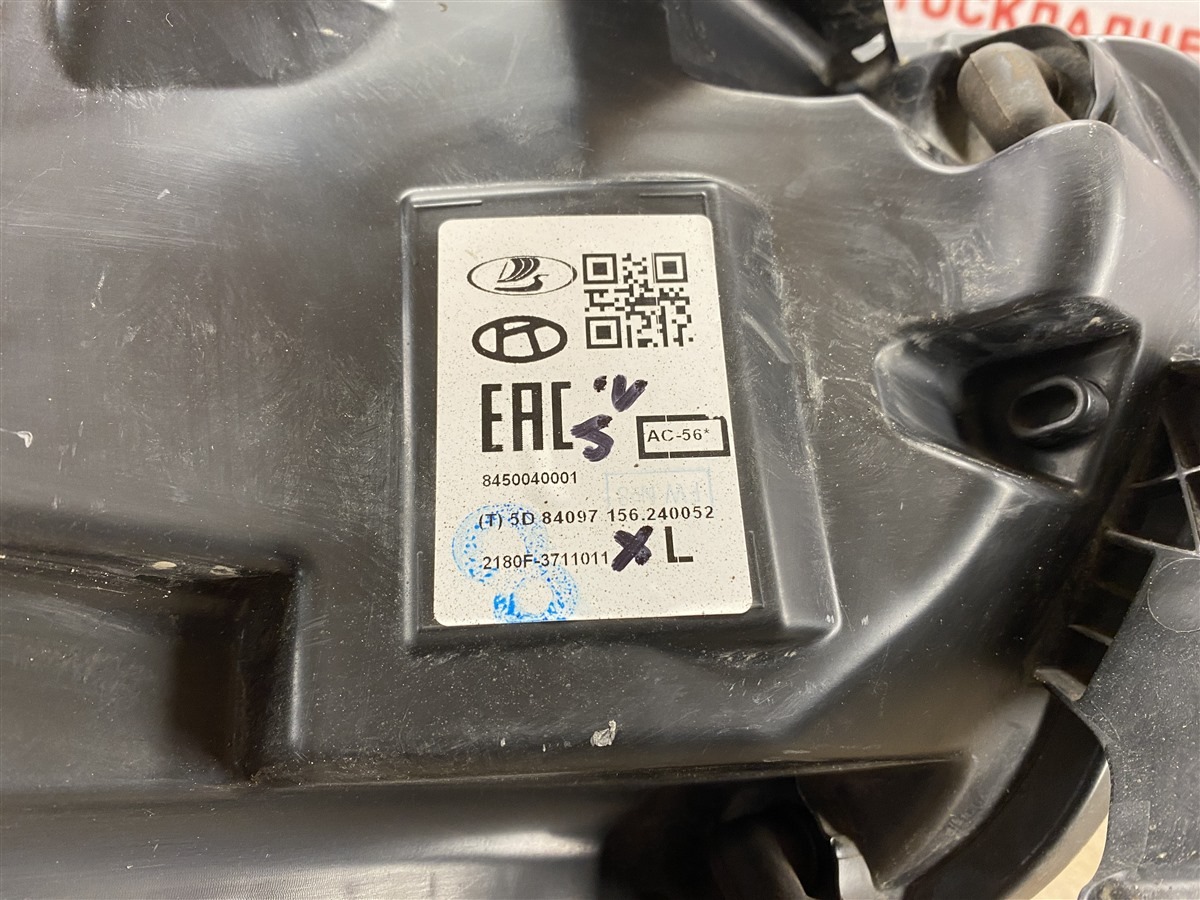 EAC
AC-56*
8450040001
(T) 5D 84097 156.240052
2180F-3711011 L